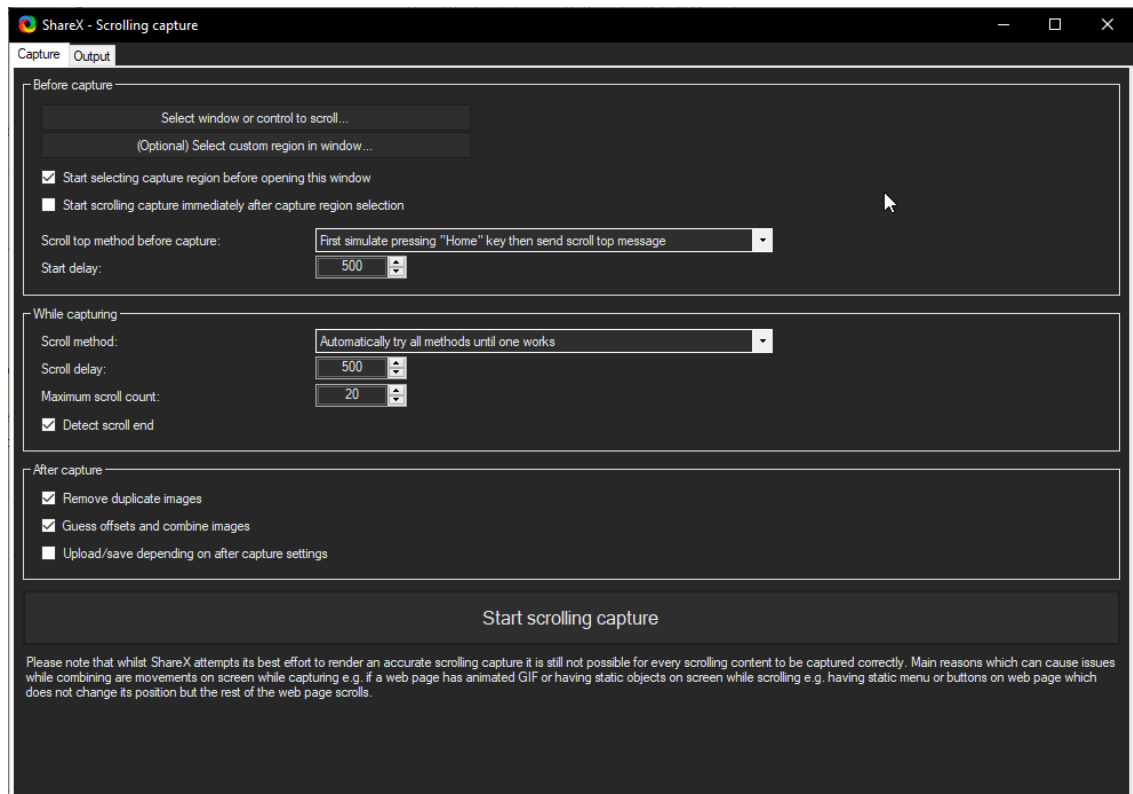 ShareX - Scrolling capture
Capture Output
Before capture
Select window or control to scroll...
(Optional) Select custom region in window...
Start selecting capture region before opening this window
Start scrolling capture immediately after capture region selection
Scroll top method before capture: First simulate pressing "Home" key then send scroll top message
Start delay: 500
While capturing
Scroll method: Automatically try all methods until one works
Scroll delay: 500
Maximum scroll count: 20
Detect scroll end
After capture
Remove duplicate images
Guess offsets and combine images
Upload/save depending on after capture settings
Start scrolling capture
Please note that whilst ShareX attempts its best effort to render an accurate scrolling capture it is still not possible for every scrolling content to be captured correctly. Main reasons which can cause issues
while combining are movements on screen while capturing e.g. if a web page has animated GIF or having static objects on screen while scrolling e.g. having static menu or buttons on web page which
does not change its position but the rest of the web page scrolls.